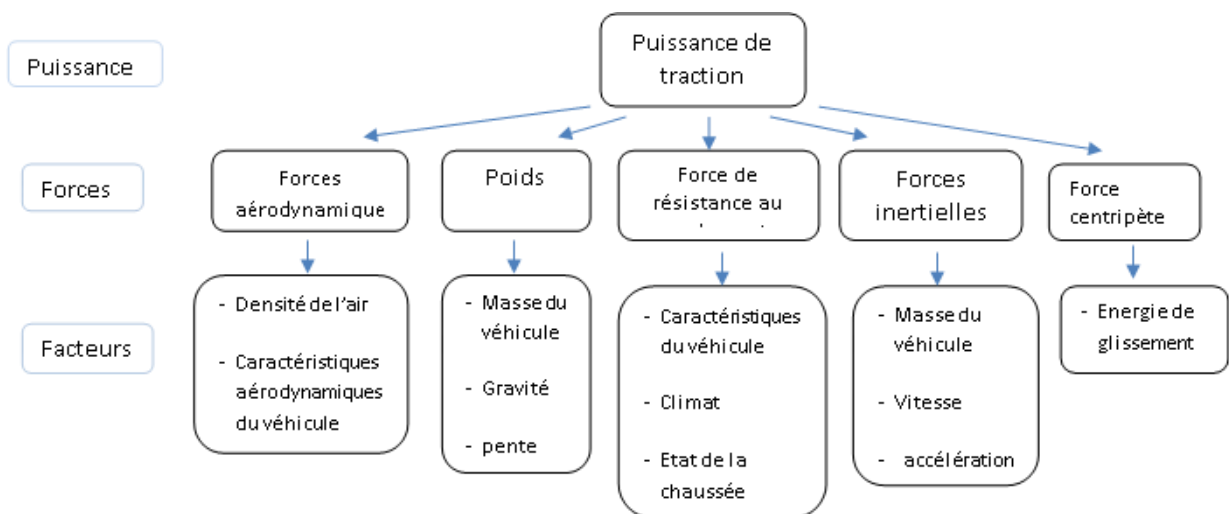 Puissance
Puissance de
traction
Forces
Forces
aérodynamique
Poids
Force de
résistance au
Forces
inertielles
Force
centripète
Facteurs
- Densité de l'air
- Caractéristiques
aérodynamiques
du véhicule
- Masse du
véhicule
- Gravité
- pente
- Caractéristiques
du véhicule
- Climat
- Etat de la
chaussée
- Masse du
véhicule
- Vitesse
- accélération
- Energie de
glissement